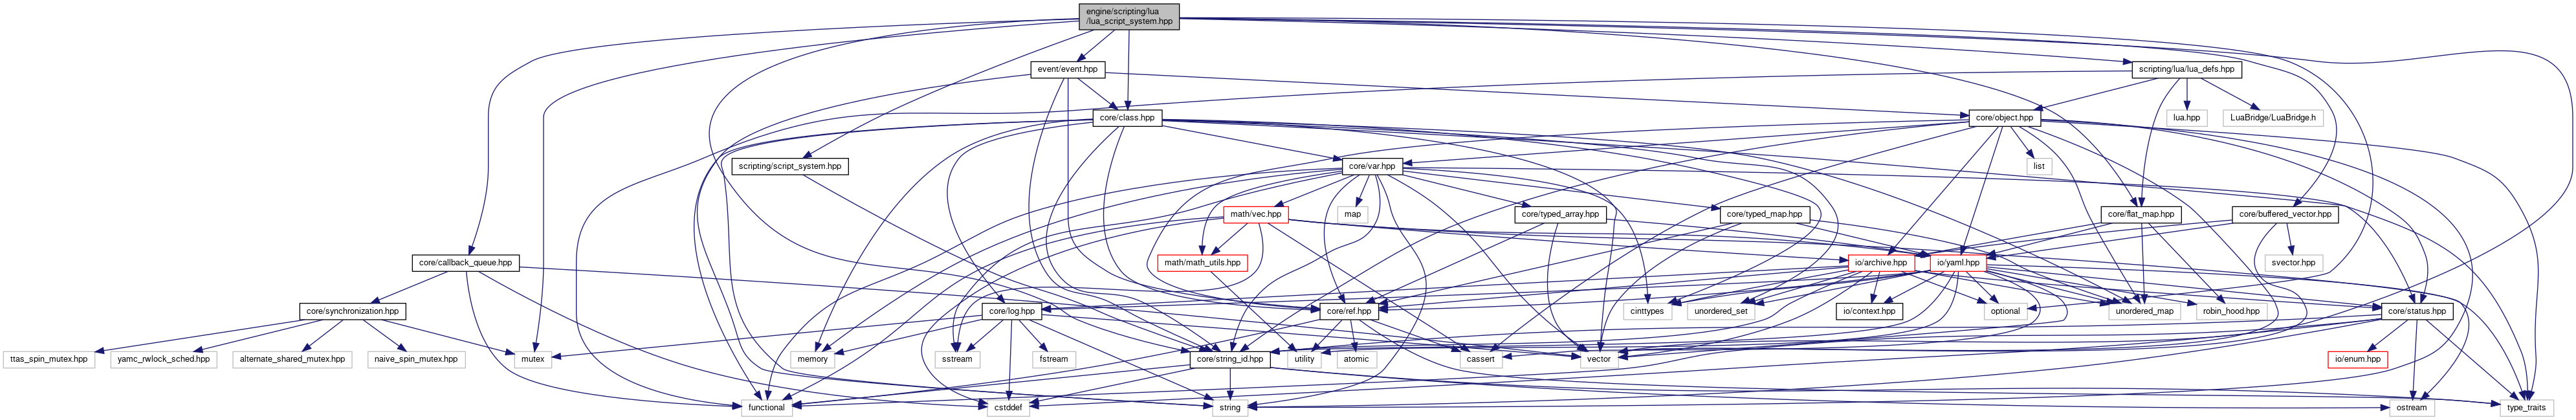 engine/scripting/lua
/lua_script_system.hpp
event/event.hpp
scripting/lua/lua_defs.hpp
core/class.hpp
core/object.hpp
lua.hpp
LuaBridge/LuaBridge.h
scripting/script_system.hpp
core/var.hpp
list
math/vec.hpp
map
core/typed_array.hpp
core/typed_map.hpp
core/flat_map.hpp
core/buffered_vector.hpp
core/callback_queue.hpp
math/math_utils.hpp
io/archive.hpp
io/yaml.hpp
svector.hpp
core/synchronization.hpp
core/log.hpp
core/ref.hpp
cinttypes
unordered_set
io/context.hpp
optional
unordered_map
robin_hood.hpp
core/status.hpp
ttas_spin_mutex.hpp
yamc_rwlock_sched.hpp
alternate_shared_mutex.hpp
naive_spin_mutex.hpp
mutex
memory
sstream
fstream
core/string_id.hpp
utility
atomic
cassert
vector
io/enum.hpp
functional
cstddef
string
ostream
type_traits